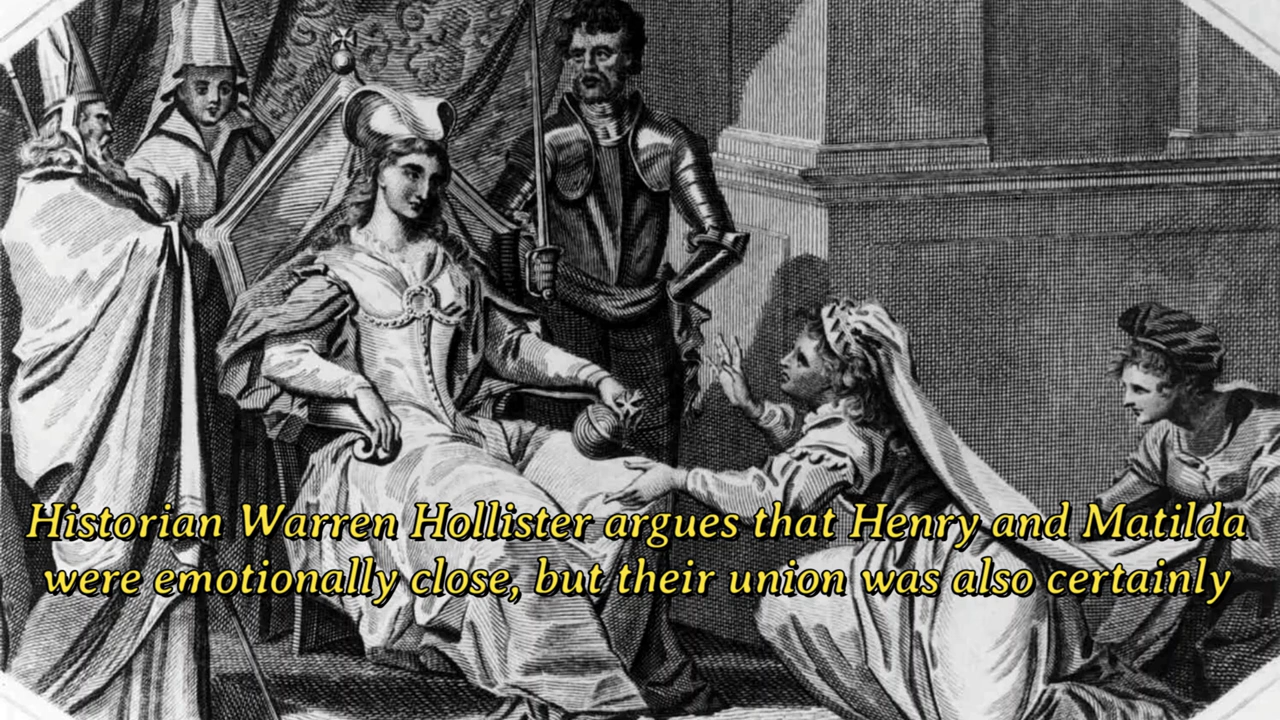 Historian Warren Hollister argues that Henry and Matilda
were emotionally close, but their union was also certainly